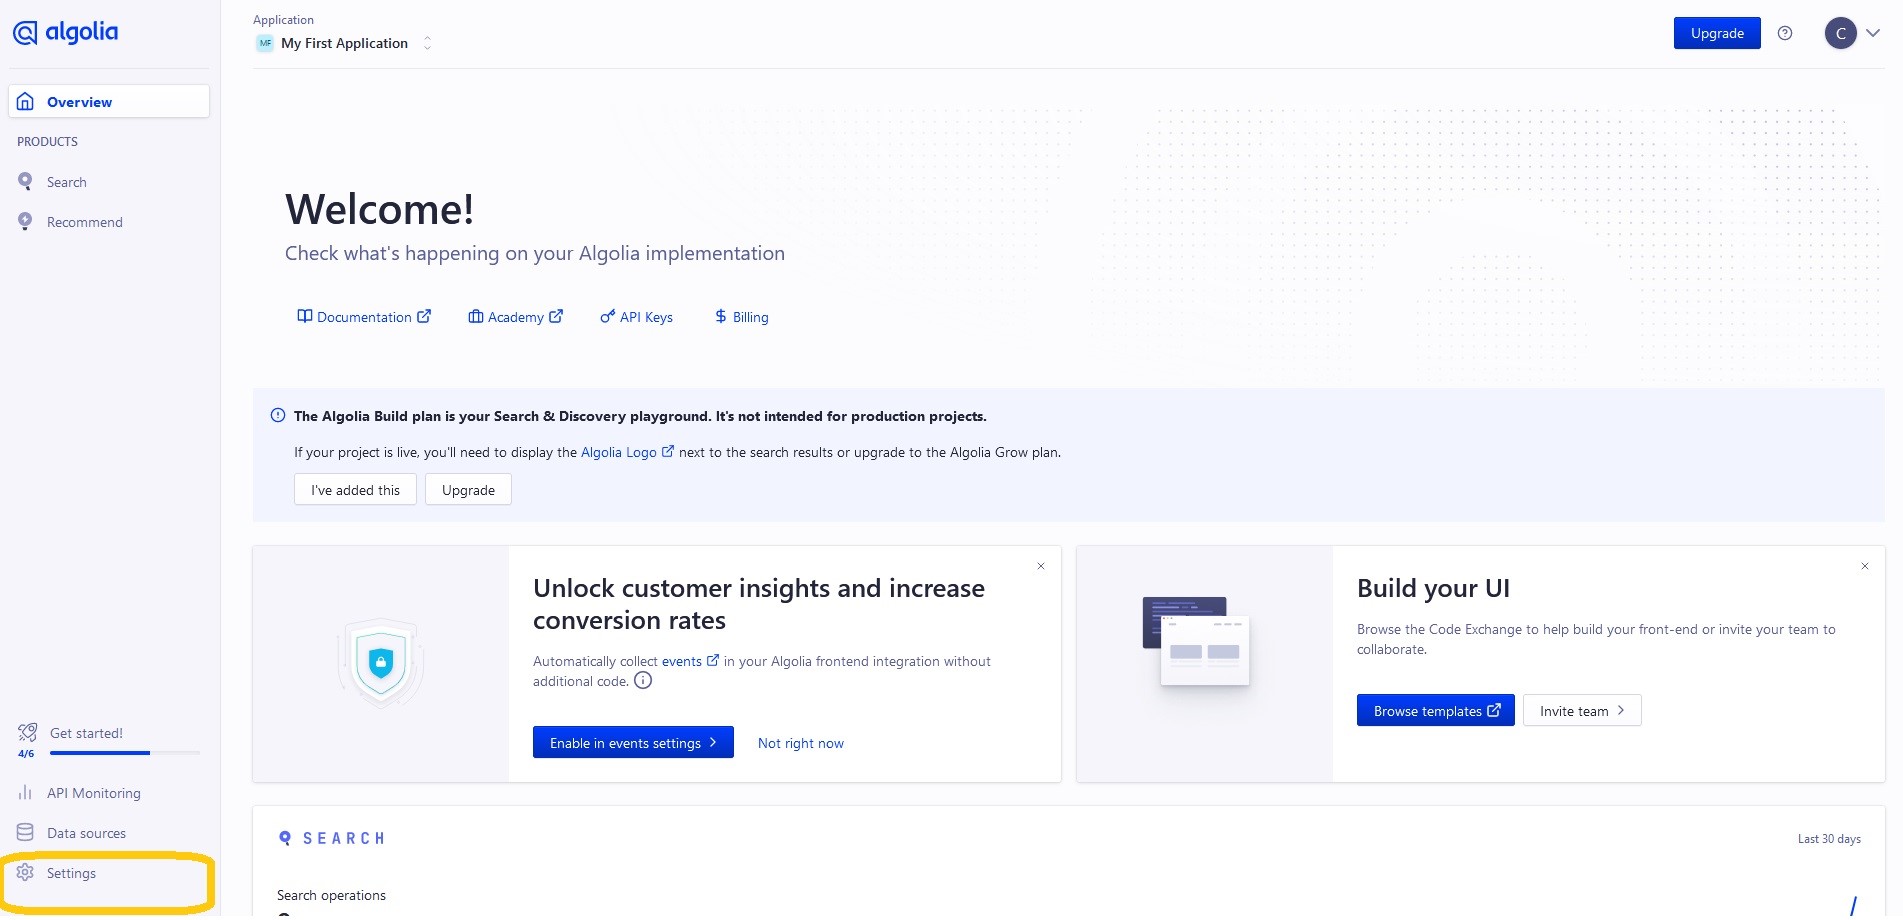 algolia
Application
MF My First Application
Upgrade
C
Overview
PRODUCTS
Search
Recommend
Welcome!
Check what's happening on your Algolia implementation
Documentation
Academy
API Keys
Billing
The Algolia Build plan is your Search & Discovery playground. It's not intended for production projects.
If your project is live, you'll need to display the Algolia Logo next to the search results or upgrade to the Algolia Grow plan.
I've added this
Upgrade
Unlock customer insights and increase
conversion rates
Automatically collect events in your Algolia frontend integration without
additional code.
Enable in events settings
Not right now
Build your UI
Browse the Code Exchange to help build your front-end or invite your team to
collaborate.
Browse templates
Invite team
Get started!
4/6
API Monitoring
Data sources
Settings
SEARCH
Last 30 days
Search operations